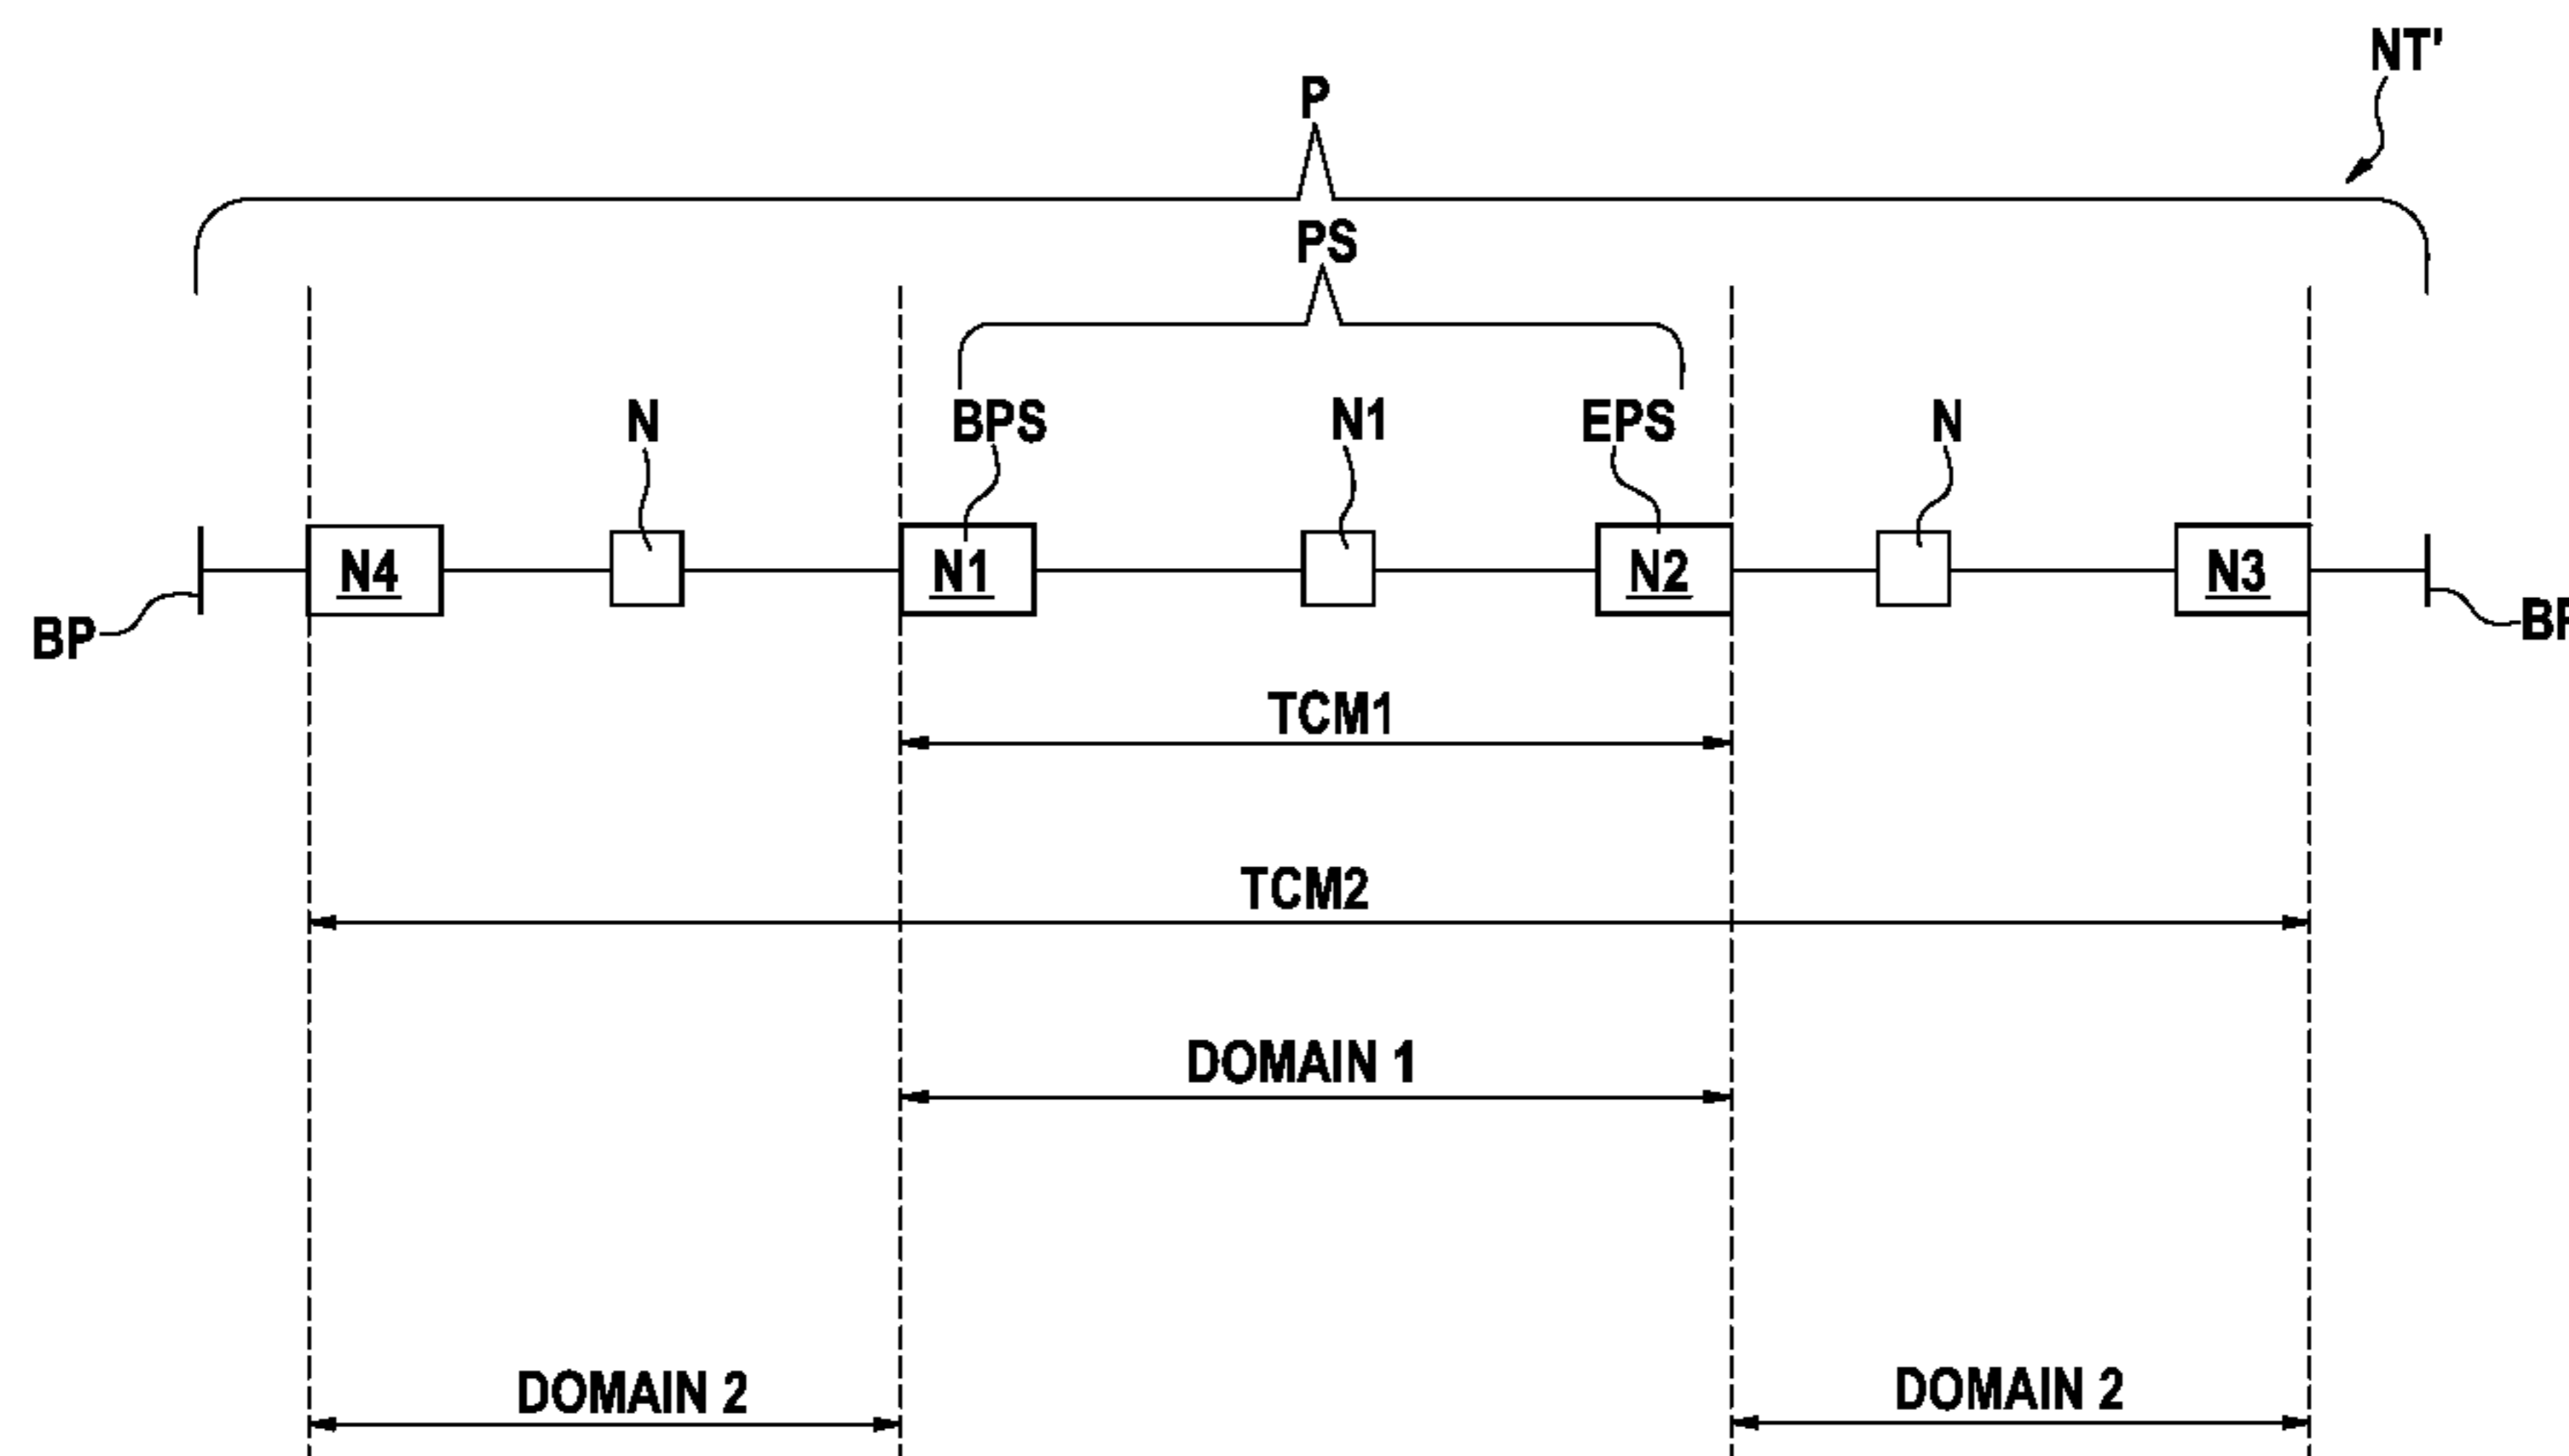 NT'
P
PS
N
BPS
N1
EPS
N
N4
N1
N2
N3
BP
TCM1
TCM2
DOMAIN 1
DOMAIN 2
DOMAIN 2